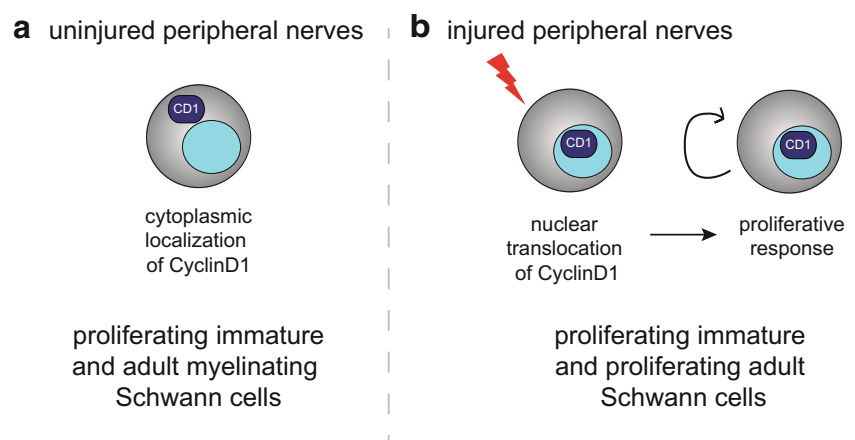 a uninjured peripheral nerves
CD1
cytoplasmic
localization
of CyclinD1
proliferating immature
and adult myelinating
Schwann cells
b injured peripheral nerves
CD1
CD1
nuclear
translocation
of CyclinD1
proliferative
response
proliferating immature
and proliferating adult
Schwann cells